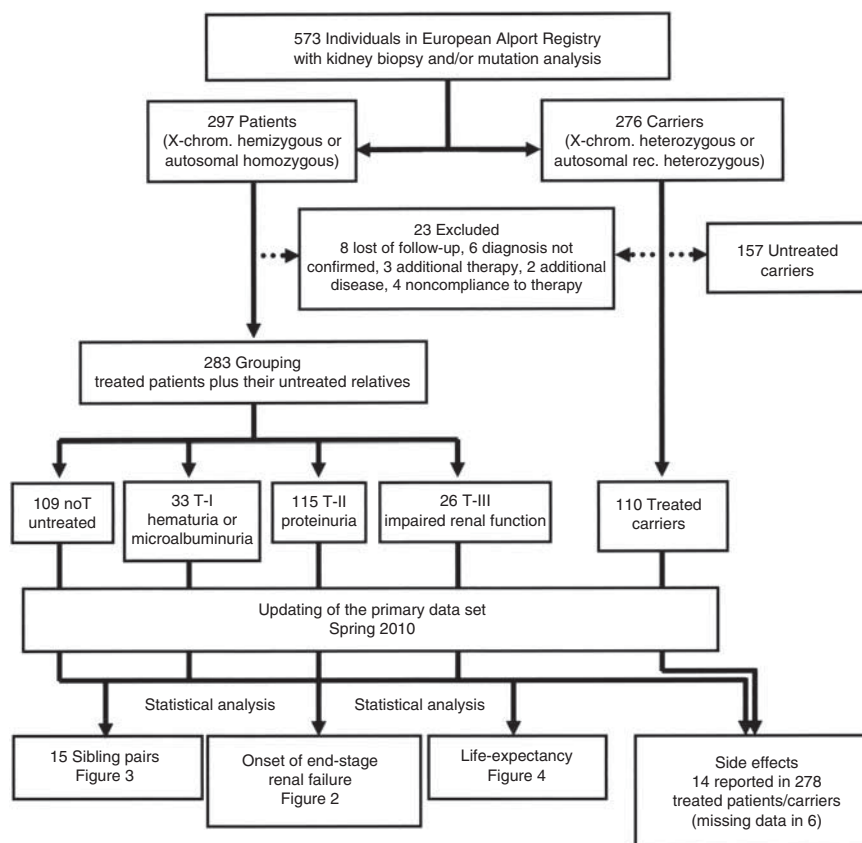 573 Individuals in European Alport Registry
with kidney biopsy and/or mutation analysis
297 Patients
(X-chrom. hemizygous or
autosomal homozygous)
276 Carriers
(X-chrom. heterozygous or
autosomal rec. heterozygous)
23 Excluded
8 lost of follow-up, 6 diagnosis not
confirmed, 3 additional therapy, 2 additional
disease, 4 noncompliance to therapy
157 Untreated
carriers
283 Grouping
treated patients plus their untreated relatives
109 noT
untreated
33 T-I
hematuria or
microalbuminuria
115 T-II
proteinuria
26 T-III
impaired renal function
110 Treated
carriers
Updating of the primary data set
Spring 2010
Statistical analysis
Statistical analysis
15 Sibling pairs
Figure 3
Onset of end-stage
renal failure
Figure 2
Life-expectancy
Figure 4
Side effects
14 reported in 278
treated patients/carriers
(missing data in 6)